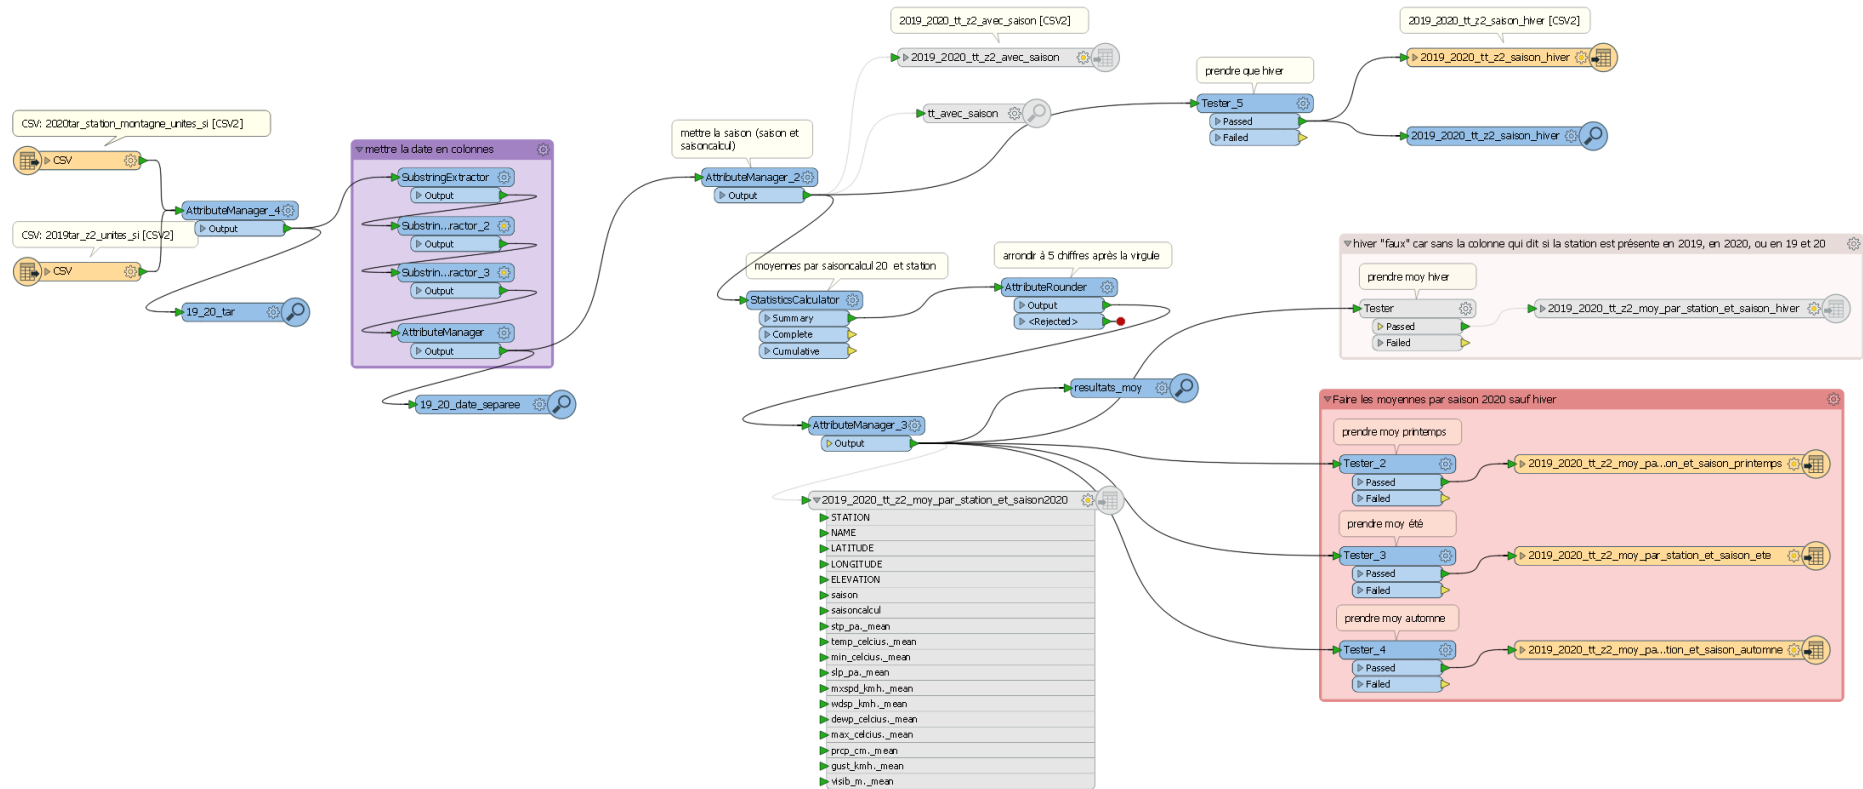 CSV: 2020tar_station_montagne_unites_si [CSV2]
CSV
CSV: 2019tar_z2_unites_si [CSV2]
CSV
AttributeManager_4
Output
19_20_tar
mettre la date en colonnes
SubstringExtractor
Output
Substrin...ractor_2
Output
Substrin...ractor_3
Output
AttributeManager
Output
19_20_date_separee
mettre la saison (saison et
saisoncalcul)
AttributeManager_2
Output
2019_2020_tt_z2_avec_saison [CSV2]
2019_2020_tt_z2_avec_saison
tt_avec_saison
prendre que hiver
Tester_5
Passed
Failed
2019_2020_tt_z2_saison_hiver [CSV2]
2019_2020_tt_z2_saison_hiver
2019_2020_tt_z2_saison_hiver
moyennes par saisoncalcul 20 et station
StatisticsCalculator
Summary
Complete
Cumulative
arrondir à 5 chiffres après la virgule
AttributeRounder
Output
<Rejected>
hiver "faux" car sans la colonne qui dit si la station est présente en 2019, en 2020, ou en 19 et 20
prendre moy hiver
Tester
Passed
Failed
2019_2020_tt_z2_moy_par_station_et_saison_hiver
resultats_moy
AttributeManager_3
Output
2019_2020_tt_z2_moy_par_station_et_saison2020
STATION
NAME
LATITUDE
LONGITUDE
ELEVATION
saison
saisoncalcul
stp_pa._mean
temp_celcius._mean
min_celcius._mean
slp_pa._mean
mxspd_kmh._mean
wdsp_kmh._mean
dewp_celcius._mean
max_celcius._mean
prcp_cm._mean
gust_kmh._mean
visib_m._mean
Faire les moyennes par saison 2020 sauf hiver
prendre moy printemps
Tester_2
Passed
Failed
2019_2020_tt_z2_moy_pa...on_et_saison_printemps
prendre moy été
Tester_3
Passed
Failed
2019_2020_tt_z2_moy_par_station_et_saison_ete
prendre moy automne
Tester_4
Passed
Failed
2019_2020_tt_z2_moy_pa...tion_et_saison_automne